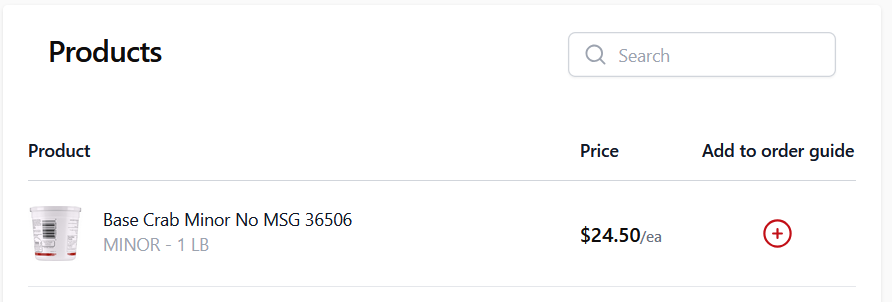 Products
Search
Product Price Add to order guide
Base Crab Minor No MSG 36506
MINOR - 1 LB
$24.50/ea